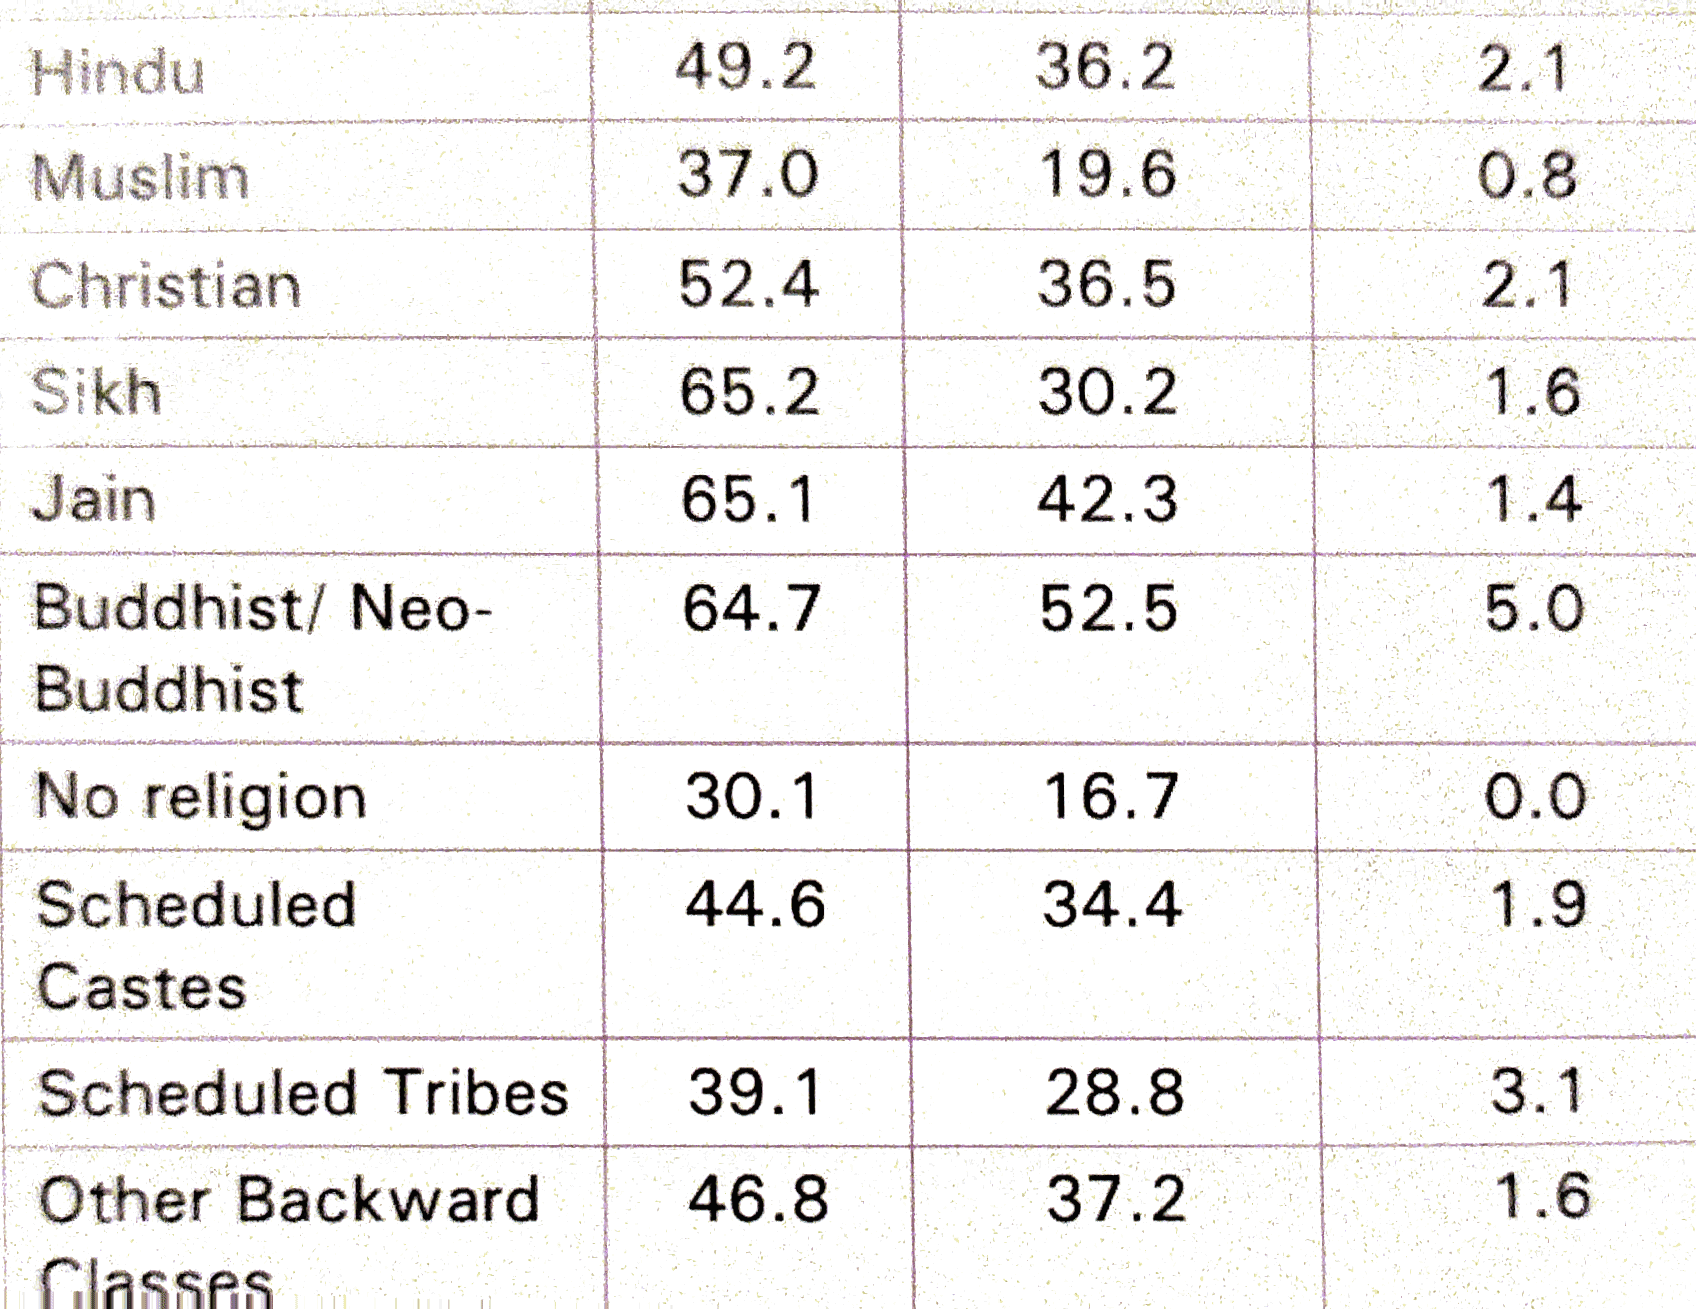 Hindu 49.2 36.2 2.1
Muslim 37.0 19.6 0.8
Christian 52.4 36.5 2.1
Sikh 65.2 30.2 1.6
Jain 65.1 42.3 1.4
Buddhist/ Neo- 64.7 52.5 5.0
Buddhist
No religion 30.1 16.7 0.0
Scheduled 44.6 34.4 1.9
Castes
Scheduled Tribes 39.1 28.8 3.1
Other Backward 46.8 37.2 1.6
Classes